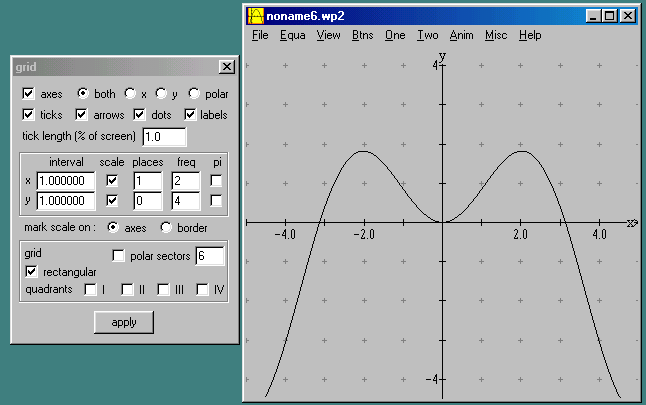 grid
axes both x y polar
ticks arrows dots labels
tick length (% of screen) 1.0
interval scale places freq pi
x 1.000000 1 2
y 1.000000 0 4
mark scale on : axes border
grid polar sectors 6
rectangular
quadrants I II III IV
apply
noname6.wp2
File Equa View Btns One Two Anim Misc Help
y
4
-4.0 -2.0 2.0 4.0 x
-4